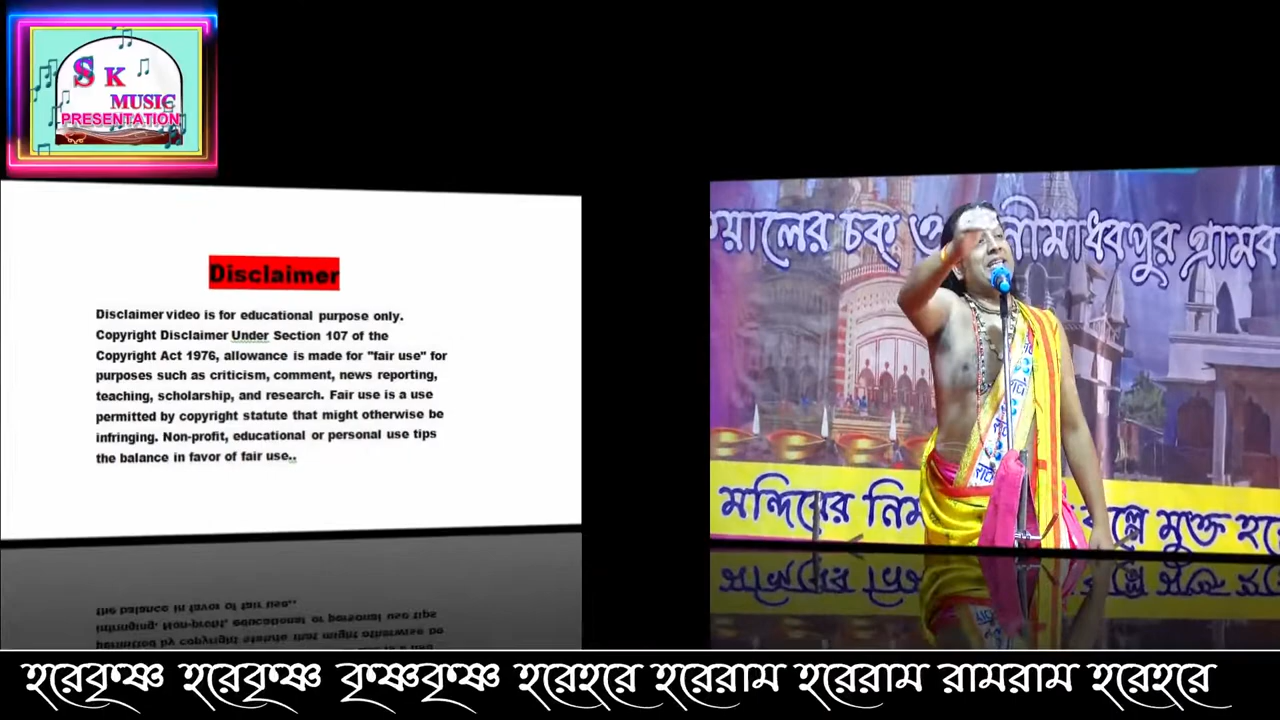 S K
MUSIC
PRESENTATION
Disclaimer
Disclaimer video is for educational purpose only.
Copyright Disclaimer Under Section 107 of the
Copyright Act 1976, allowance is made for "fair use" for
purposes such as criticism, comment, news reporting,
teaching, scholarship, and research. Fair use is a use
permitted by copyright statute that might otherwise be
infringing. Non-profit, educational or personal use tips
the balance in favor of fair use..
চক ও
মন্দিরের মুক্ত
হরেকৃষ্ণ হরেকৃষ্ণ কৃষ্ণকৃষ্ণ হরেহরে হরেরাম হরেরাম রামরাম হরেহরে